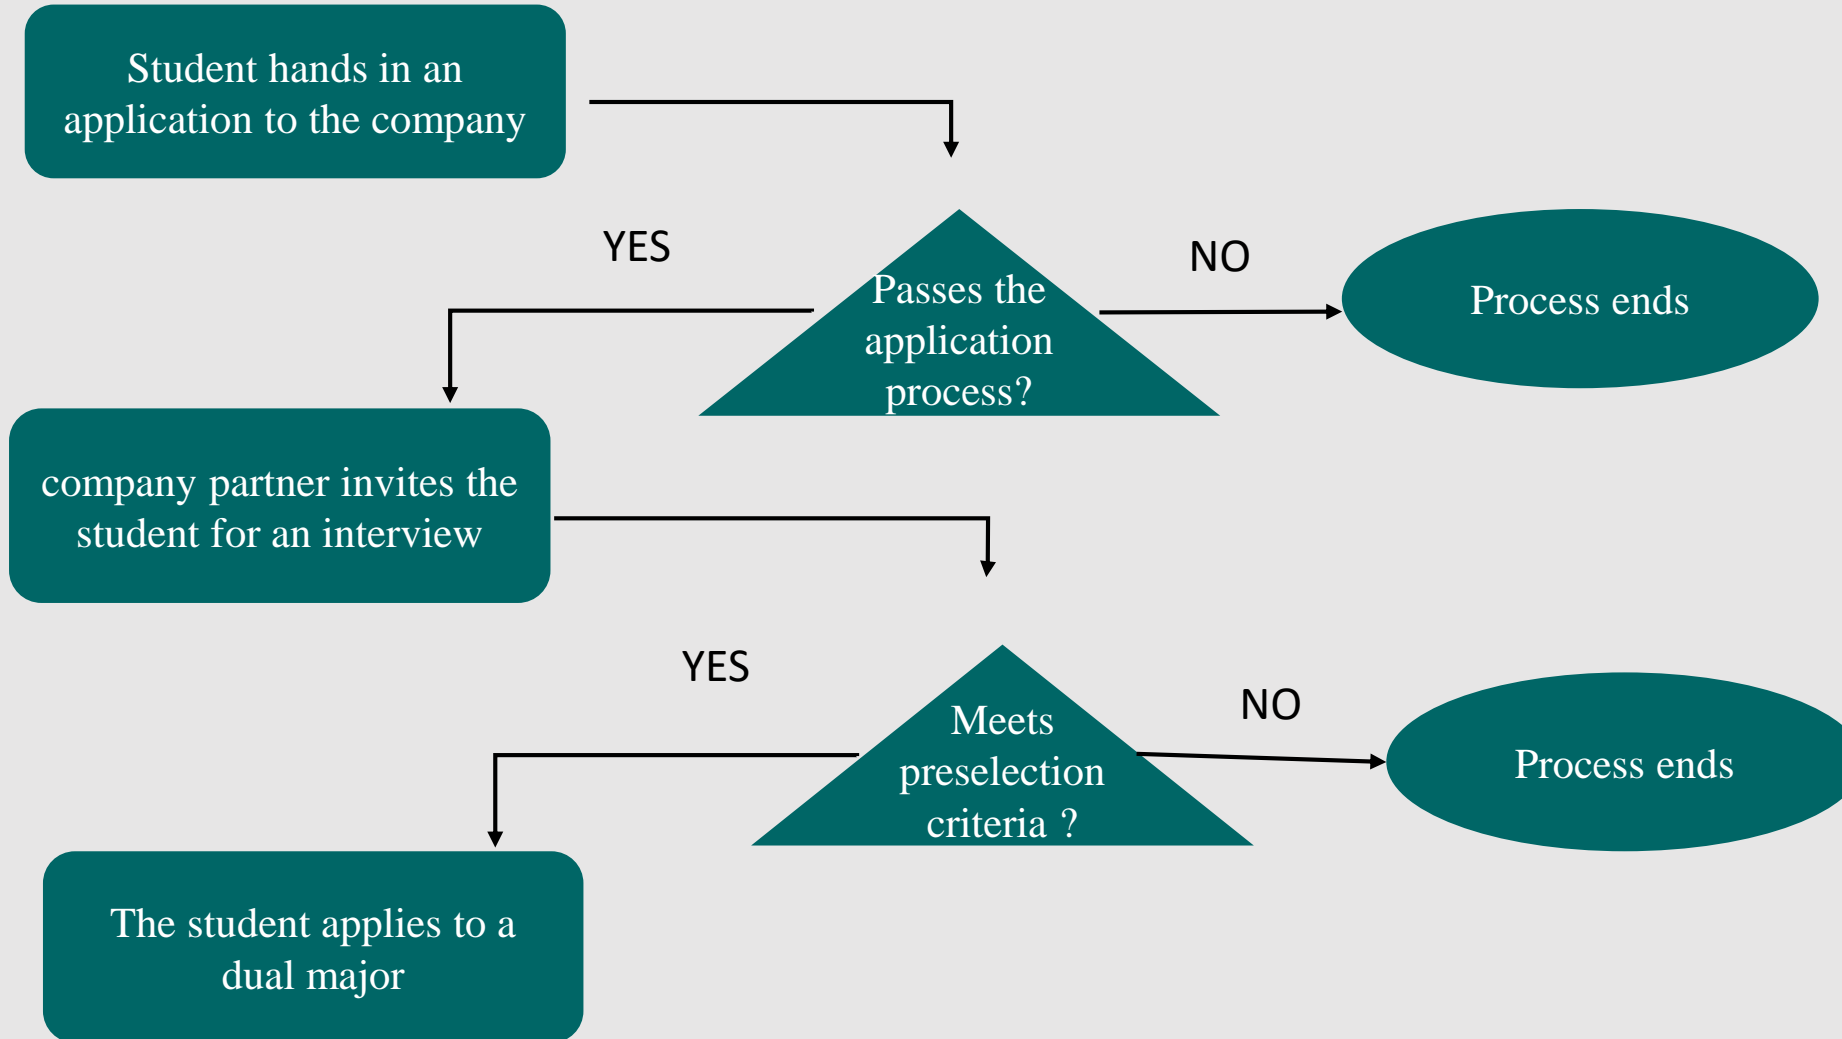 Student hands in an
application to the company
YES
NO
Passes the
application
process?
Process ends
company partner invites the
student for an interview
YES
NO
Meets
preselection
criteria ?
Process ends
The student applies to a
dual major